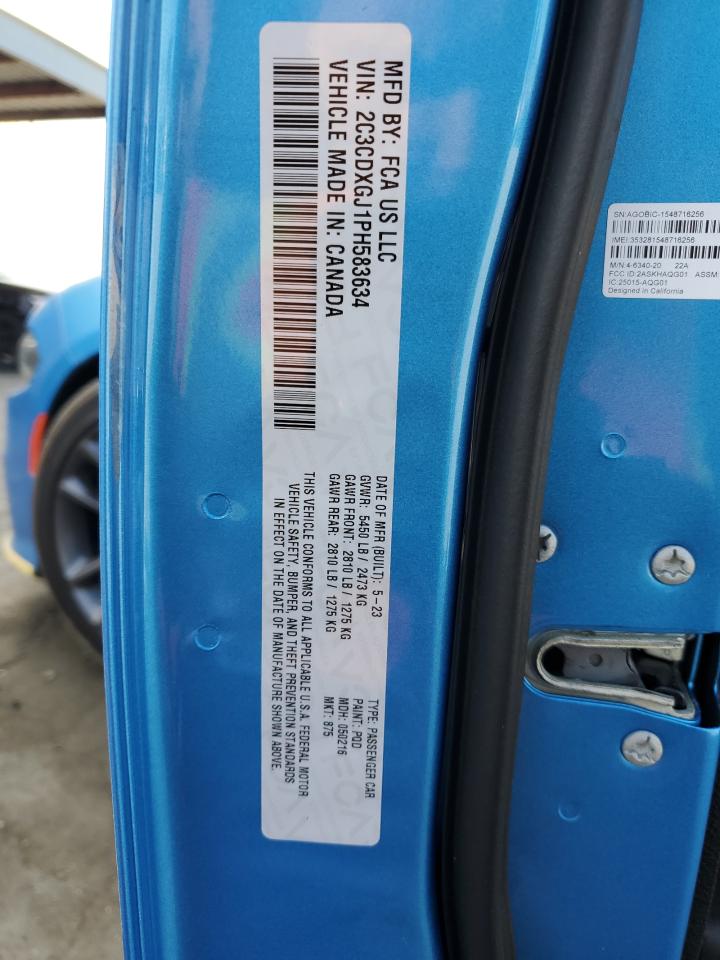 MFD BY: FCA US LLC
VIN: 2C3CDXGJ1PH583634
VEHICLE MADE IN: CANADA
DATE OF MFR (BUILT): 5-23
GVWR: 5450 LB / 2473 KG
GAWR FRONT: 2810 LB / 1275 KG
GAWR REAR: 2810 LB / 1275 KG
TYPE: PASSENGER CAR
PAINT: PQD
MDH: 050216
MKT: 875
THIS VEHICLE CONFORMS TO ALL APPLICABLE U.S.A. FEDERAL MOTOR
VEHICLE SAFETY, BUMPER, AND THEFT PREVENTION STANDARDS
IN EFFECT ON THE DATE OF MANUFACTURE SHOWN ABOVE.
SN:AGOBIC-1548716256
IMEI:353281548716256
M/N:4-6340-20 22A
FCC ID:2ASKHAQG01 ASSM
IC:25015-AQG01
Designed in California